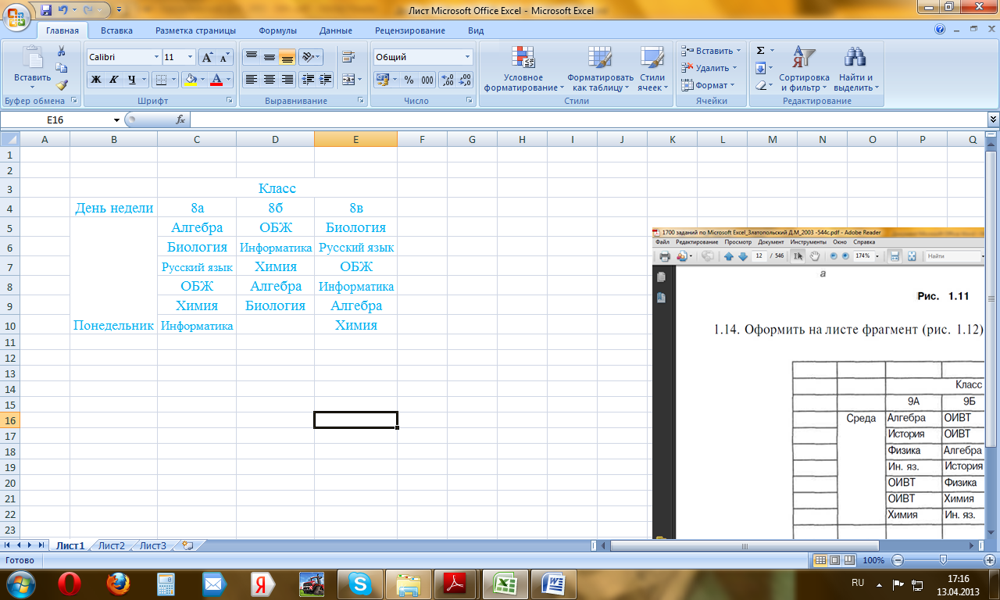 Лист Microsoft Office Excel - Microsoft Excel
Главная Вставка Разметка страницы Формулы Данные Рецензирование Вид
Вставить
Буфер обмена
Calibri 11
Ж К Ч
Шрифт
Выравнивание
Общий
% 000
Число
Условное форматирование
Форматировать как таблицу
Стили ячеек
Стили
Вставить
Удалить
Формат
Ячейки
Сортировка и фильтр
Найти и выделить
Редактирование
E16 fx
A B C D E F G H I J K L M N O P Q
1
2
3 Класс
4 День недели 8а 8б 8в
5 Алгебра ОБЖ Биология
6 Биология Информатика Русский язык
7 Русский язык Химия ОБЖ
8 ОБЖ Алгебра Информатика
9 Химия Биология Алгебра
10 Понедельник Информатика Химия
11
12
13
14
15
16
17
18
19
20
21
22
23
1700 заданий по Microsoft Excel_Златопольский Д.М_2003 -544с.pdf - Adobe Reader
Файл Редактирование Просмотр Документ Инструменты Окно Справка
12 / 546 174% Найти
а
Рис. 1.11
1.14. Оформить на листе фрагмент (рис. 1.12)
Класс
9А 9Б
Среда Алгебра ОИВТ
История ОИВТ
Физика Алгебра
Ин. яз. История
ОИВТ Физика
ОИВТ Химия
Химия Ин. яз.
Лист1 Лист2 Лист3
Готово 100%
RU 17:16
13.04.2013